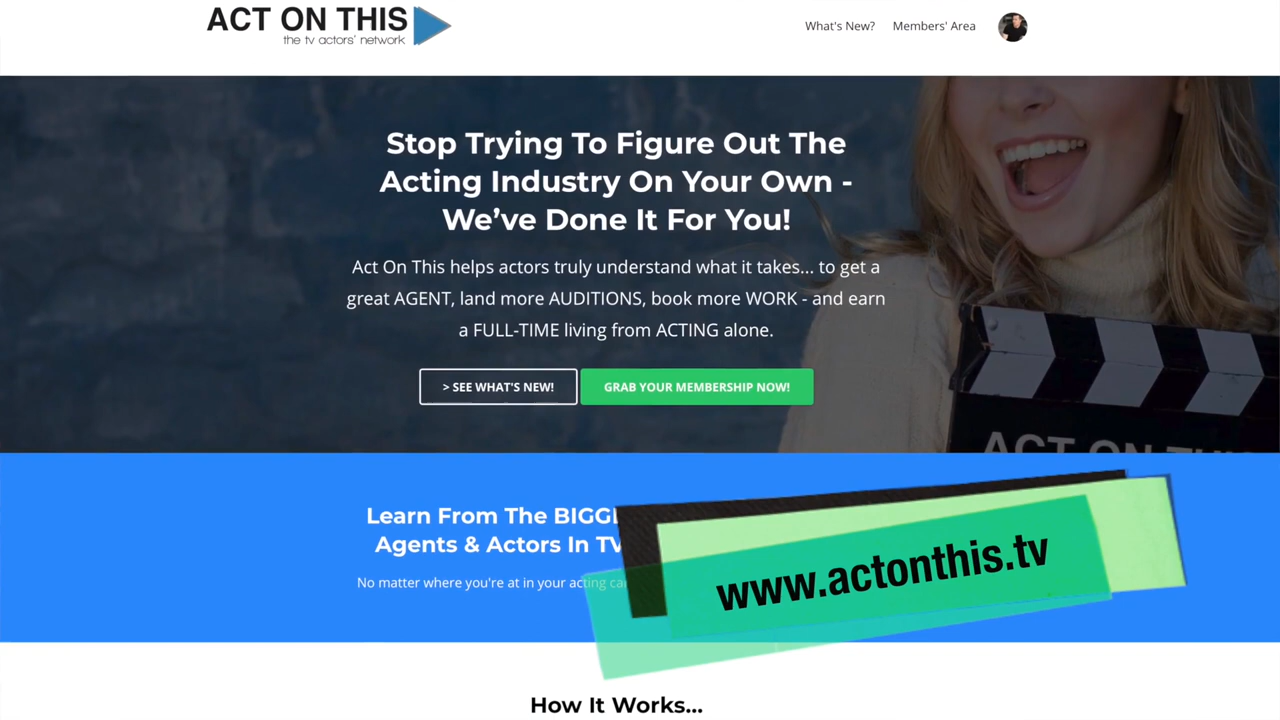 ACT ON THIS
the tv actors' network
What's New?
Members' Area
Stop Trying To Figure Out The
Acting Industry On Your Own -
We’ve Done It For You!
Act On This helps actors truly understand what it takes... to get a
great AGENT, land more AUDITIONS, book more WORK - and earn
a FULL-TIME living from ACTING alone.
> SEE WHAT'S NEW!
GRAB YOUR MEMBERSHIP NOW!
ACT ON THIS
Learn From The
Agents & Actors In TV
No matter where you're at in your acting
www.actonthis.tv
How It Works...